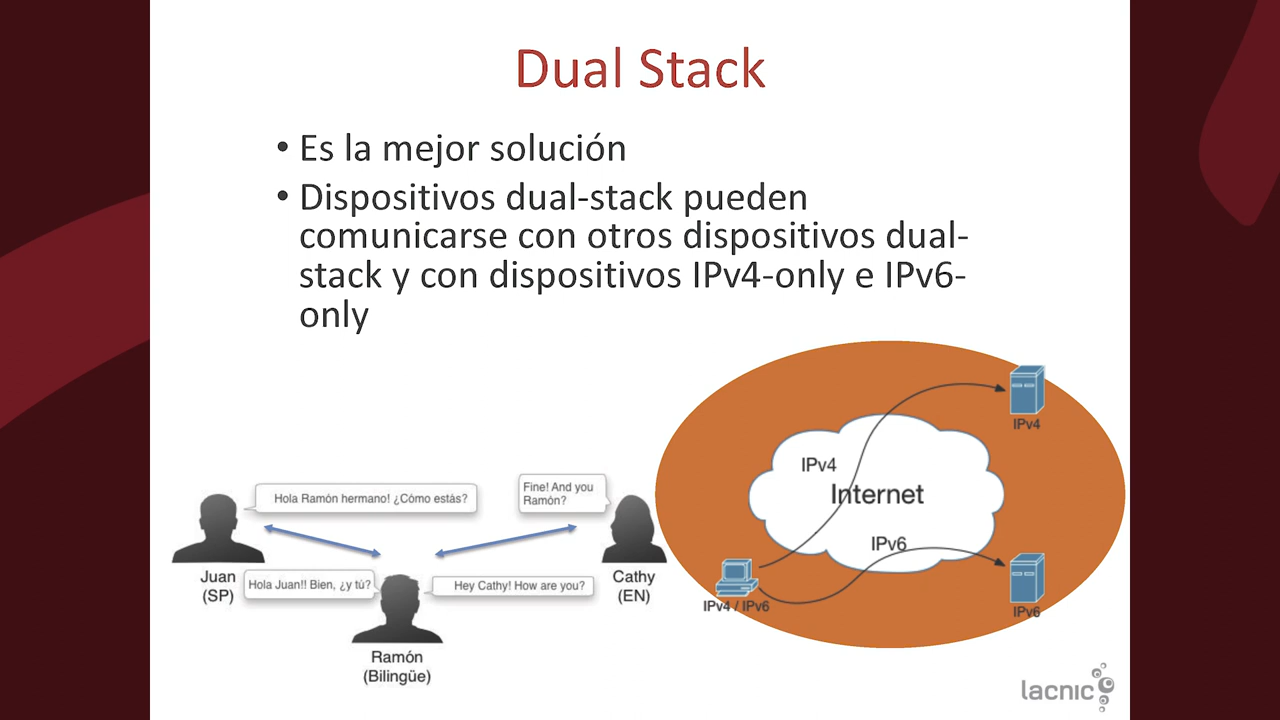 Dual Stack
• Es la mejor solución
• Dispositivos dual-stack pueden
comunicarse con otros dispositivos dual-
stack y con dispositivos IPv4-only e IPv6-
only
Hola Ramón hermano! ¿Cómo estás?
Fine! And you
Ramón?
Juan
(SP)
Hola Juan!! Bien, ¿y tú?
Hey Cathy! How are you?
Cathy
(EN)
Ramón
(Bilingüe)
IPv4
IPv4
Internet
IPv6
IPv4 / IPv6
IPv6
lacnic